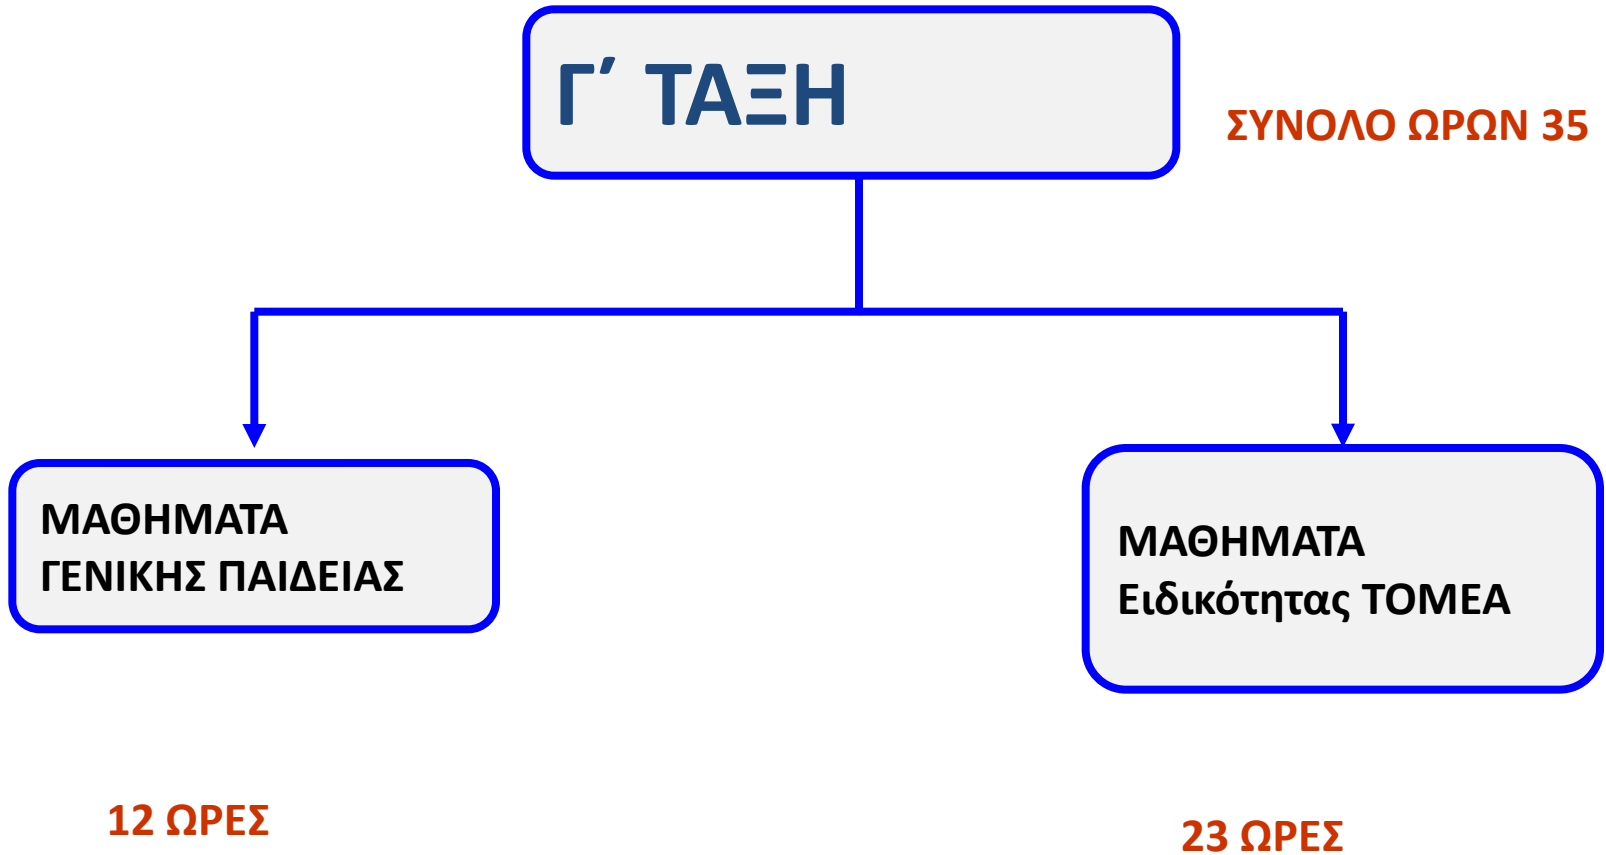 Γ΄ ΤΑΞΗ
ΣΥΝΟΛΟ ΩΡΩΝ 35
ΜΑΘΗΜΑΤΑ
ΓΕΝΙΚΗΣ ΠΑΙΔΕΙΑΣ
ΜΑΘΗΜΑΤΑ
Ειδικότητας ΤΟΜΕΑ
12 ΩΡΕΣ
23 ΩΡΕΣ